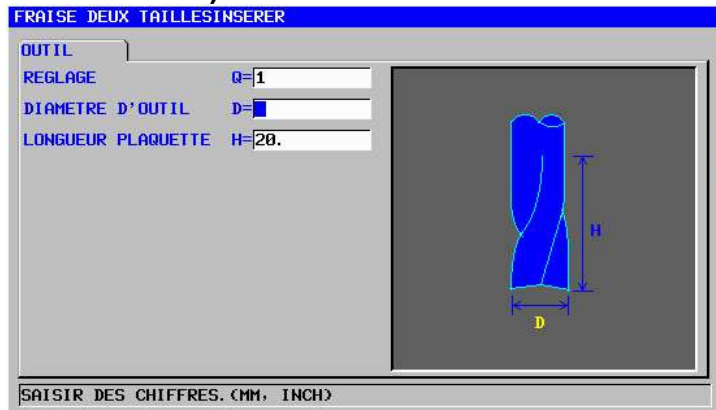 FRAISE DEUX TAILLESINSERER
OUTIL
REGLAGE Q=1
DIAMETRE D'OUTIL D=
LONGUEUR PLAQUETTE H=20.
H
D
SAISIR DES CHIFFRES.(MM, INCH)